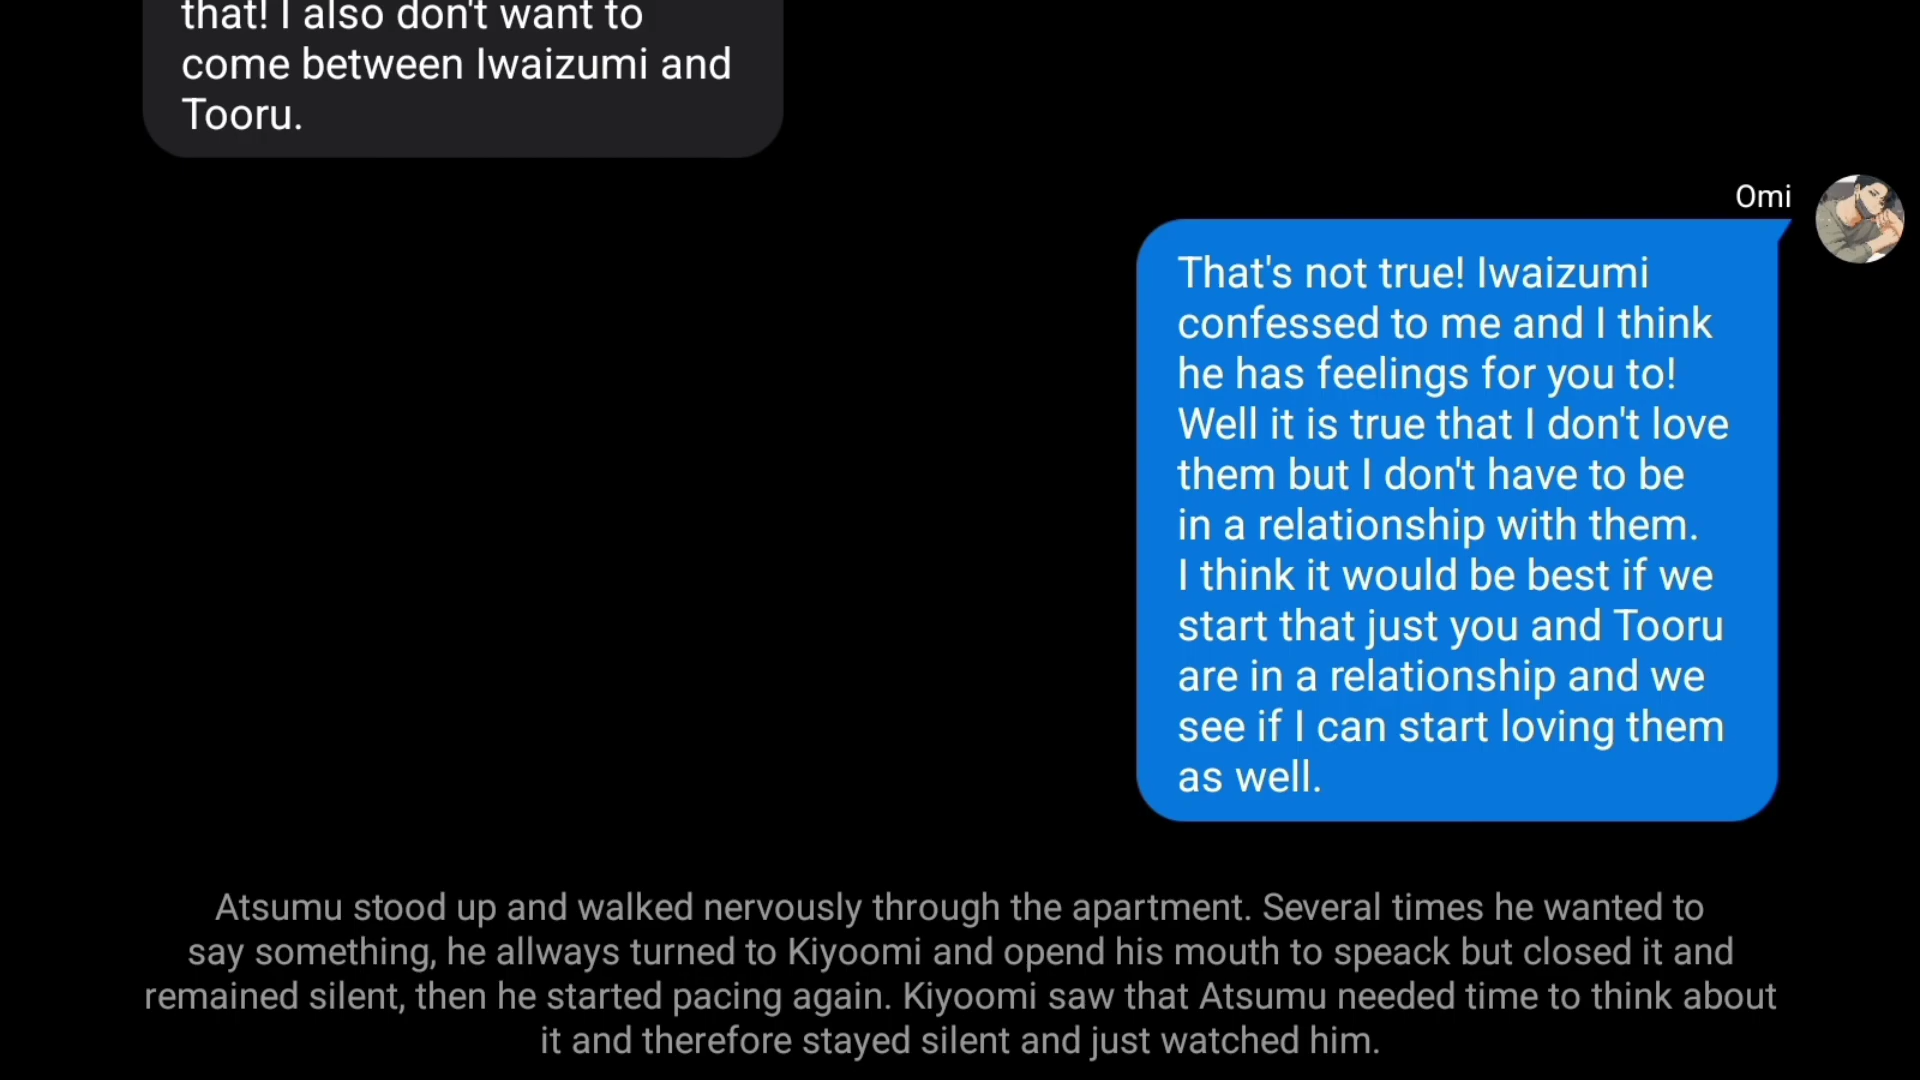 that! I also don't want to
come between Iwaizumi and
Tooru.
Omi
That's not true! Iwaizumi
confessed to me and I think
he has feelings for you to!
Well it is true that I don't love
them but I don't have to be
in a relationship with them.
I think it would be best if we
start that just you and Tooru
are in a relationship and we
see if I can start loving them
as well.
Atsumu stood up and walked nervously through the apartment. Several times he wanted to
say something, he allways turned to Kiyoomi and opend his mouth to speack but closed it and
remained silent, then he started pacing again. Kiyoomi saw that Atsumu needed time to think about
it and therefore stayed silent and just watched him.